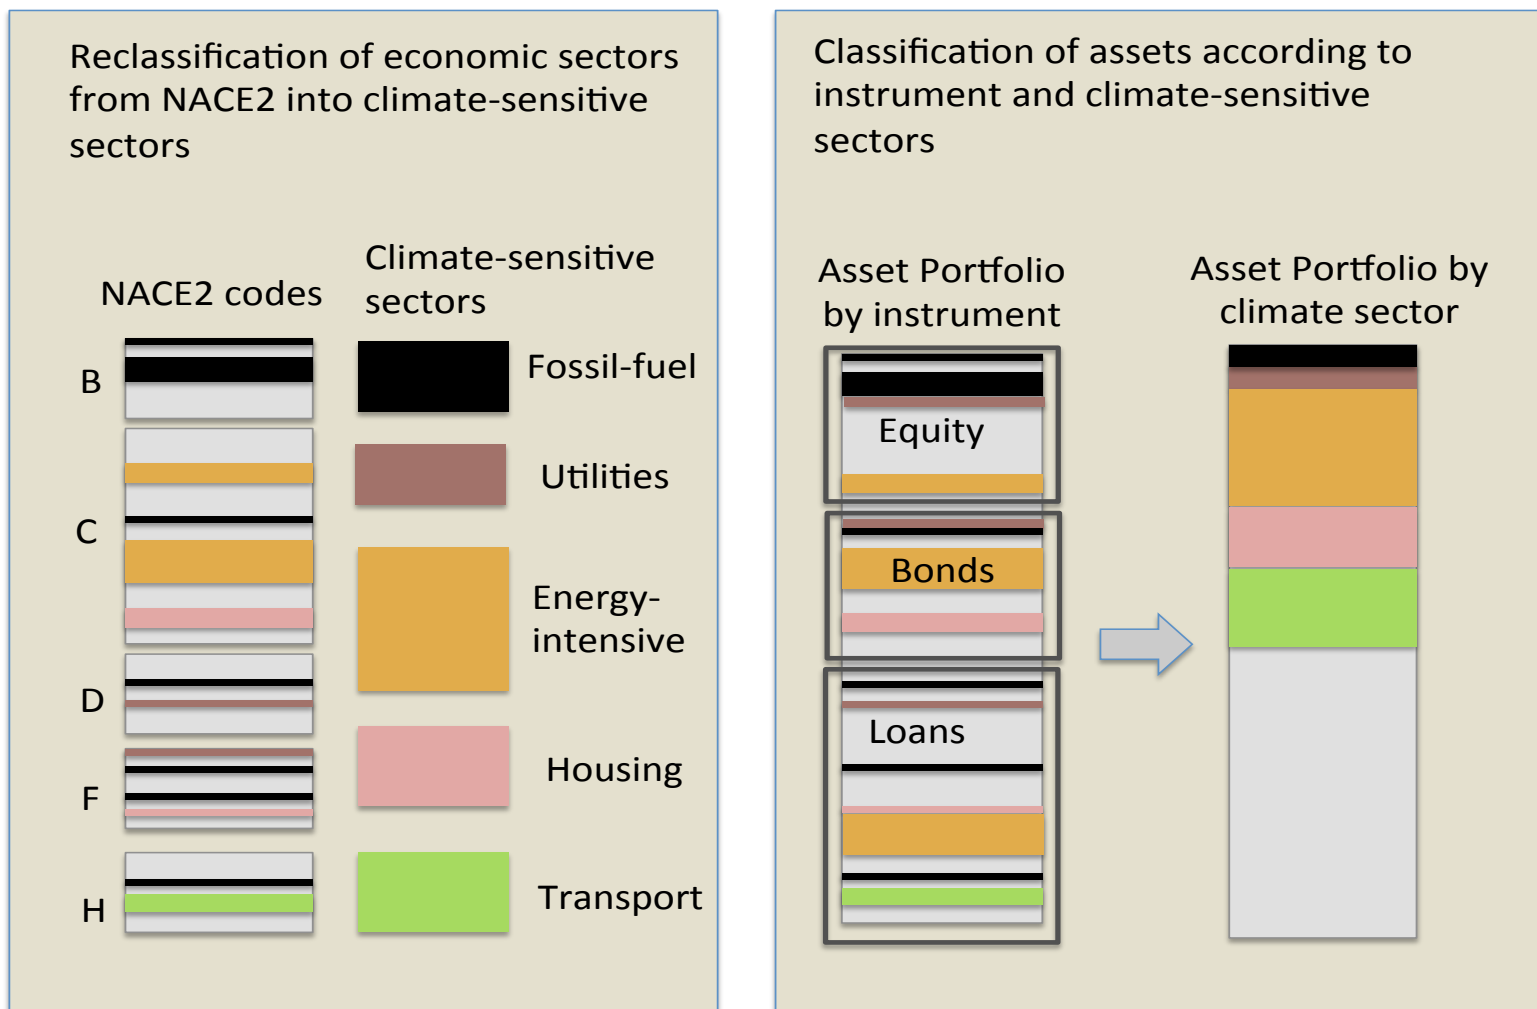 Reclassification of economic sectors
from NACE2 into climate-sensitive
sectors
NACE2 codes
Climate-sensitive
sectors
B
C
D
F
H
Fossil-fuel
Utilities
Energy-
intensive
Housing
Transport
Classification of assets according to
instrument and climate-sensitive
sectors
Asset Portfolio
by instrument
Equity
Bonds
Loans
Asset Portfolio by
climate sector